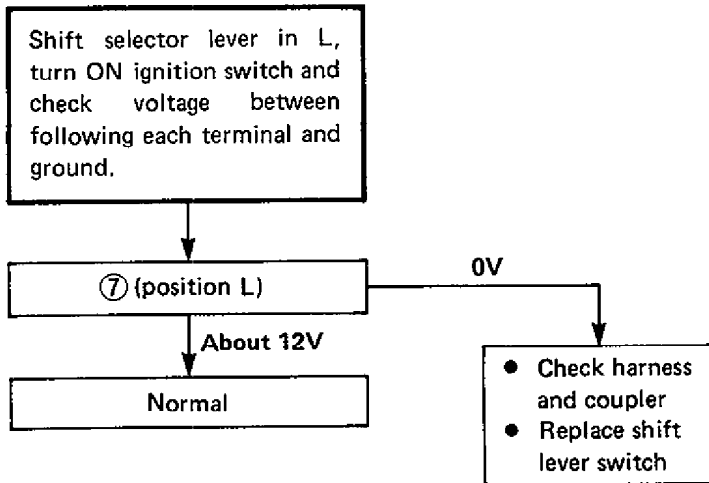 Shift selector lever in L,
turn ON ignition switch and
check voltage between
following each terminal and
ground.
⑦ (position L)
0V
About 12V
Normal
● Check harness
and coupler
● Replace shift
lever switch